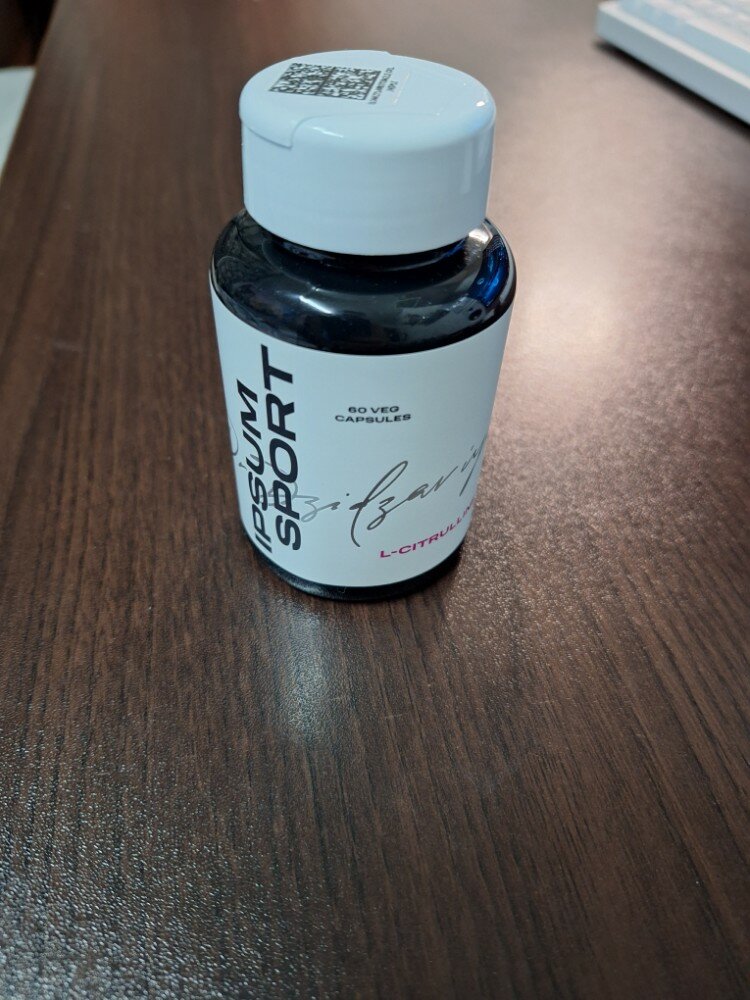 IPSUM
SPORT
60 VEG
CAPSULES
L-CITRULLIN